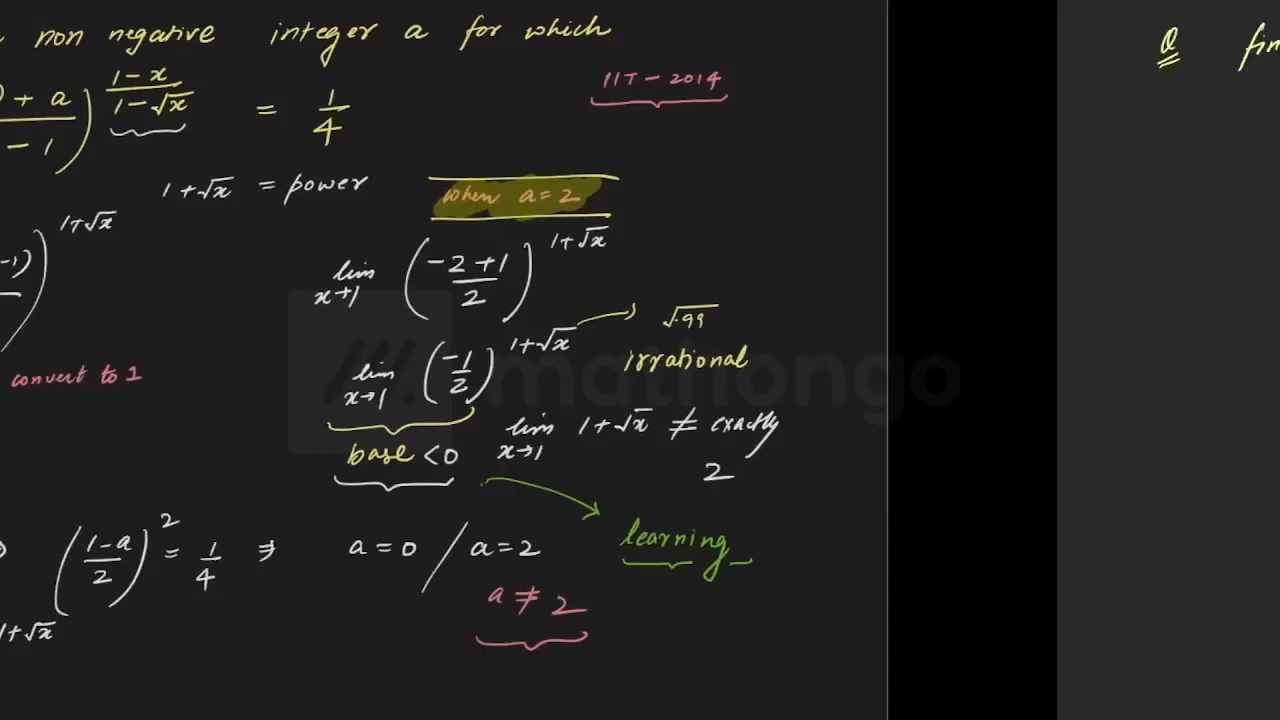 non negative integer a for which
) + a / - 1 )^(1 - x / 1 - √x) = 1/4
IIT - 2014
1 + √x = power
when a = 2
-1) )^1+√x
lim x→1 (-2 + 1 / 2)^1+√x
lim x→1 (-1/2)^1+√x
√.99
irrational
convert to 1
base < 0
lim x→1 1 + √x ≠ exactly 2
learning
(1-a / 2)^2 = 1/4 ⇒ a = 0 / a = 2
a ≠ 2
1+√x
mathongo
Q